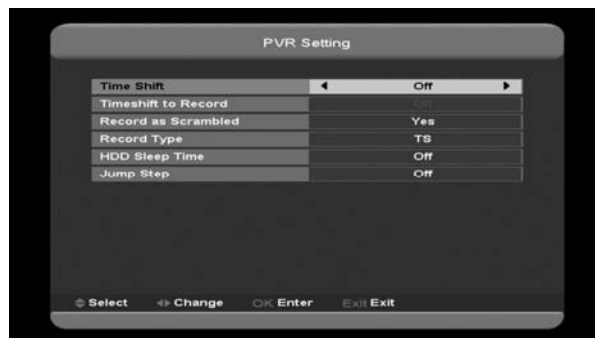 PVR Setting
Time Shift Off
Timeshift to Record Off
Record as Scrambled Yes
Record Type TS
HDD Sleep Time Off
Jump Step Off
Select Change OK Enter Exit Exit